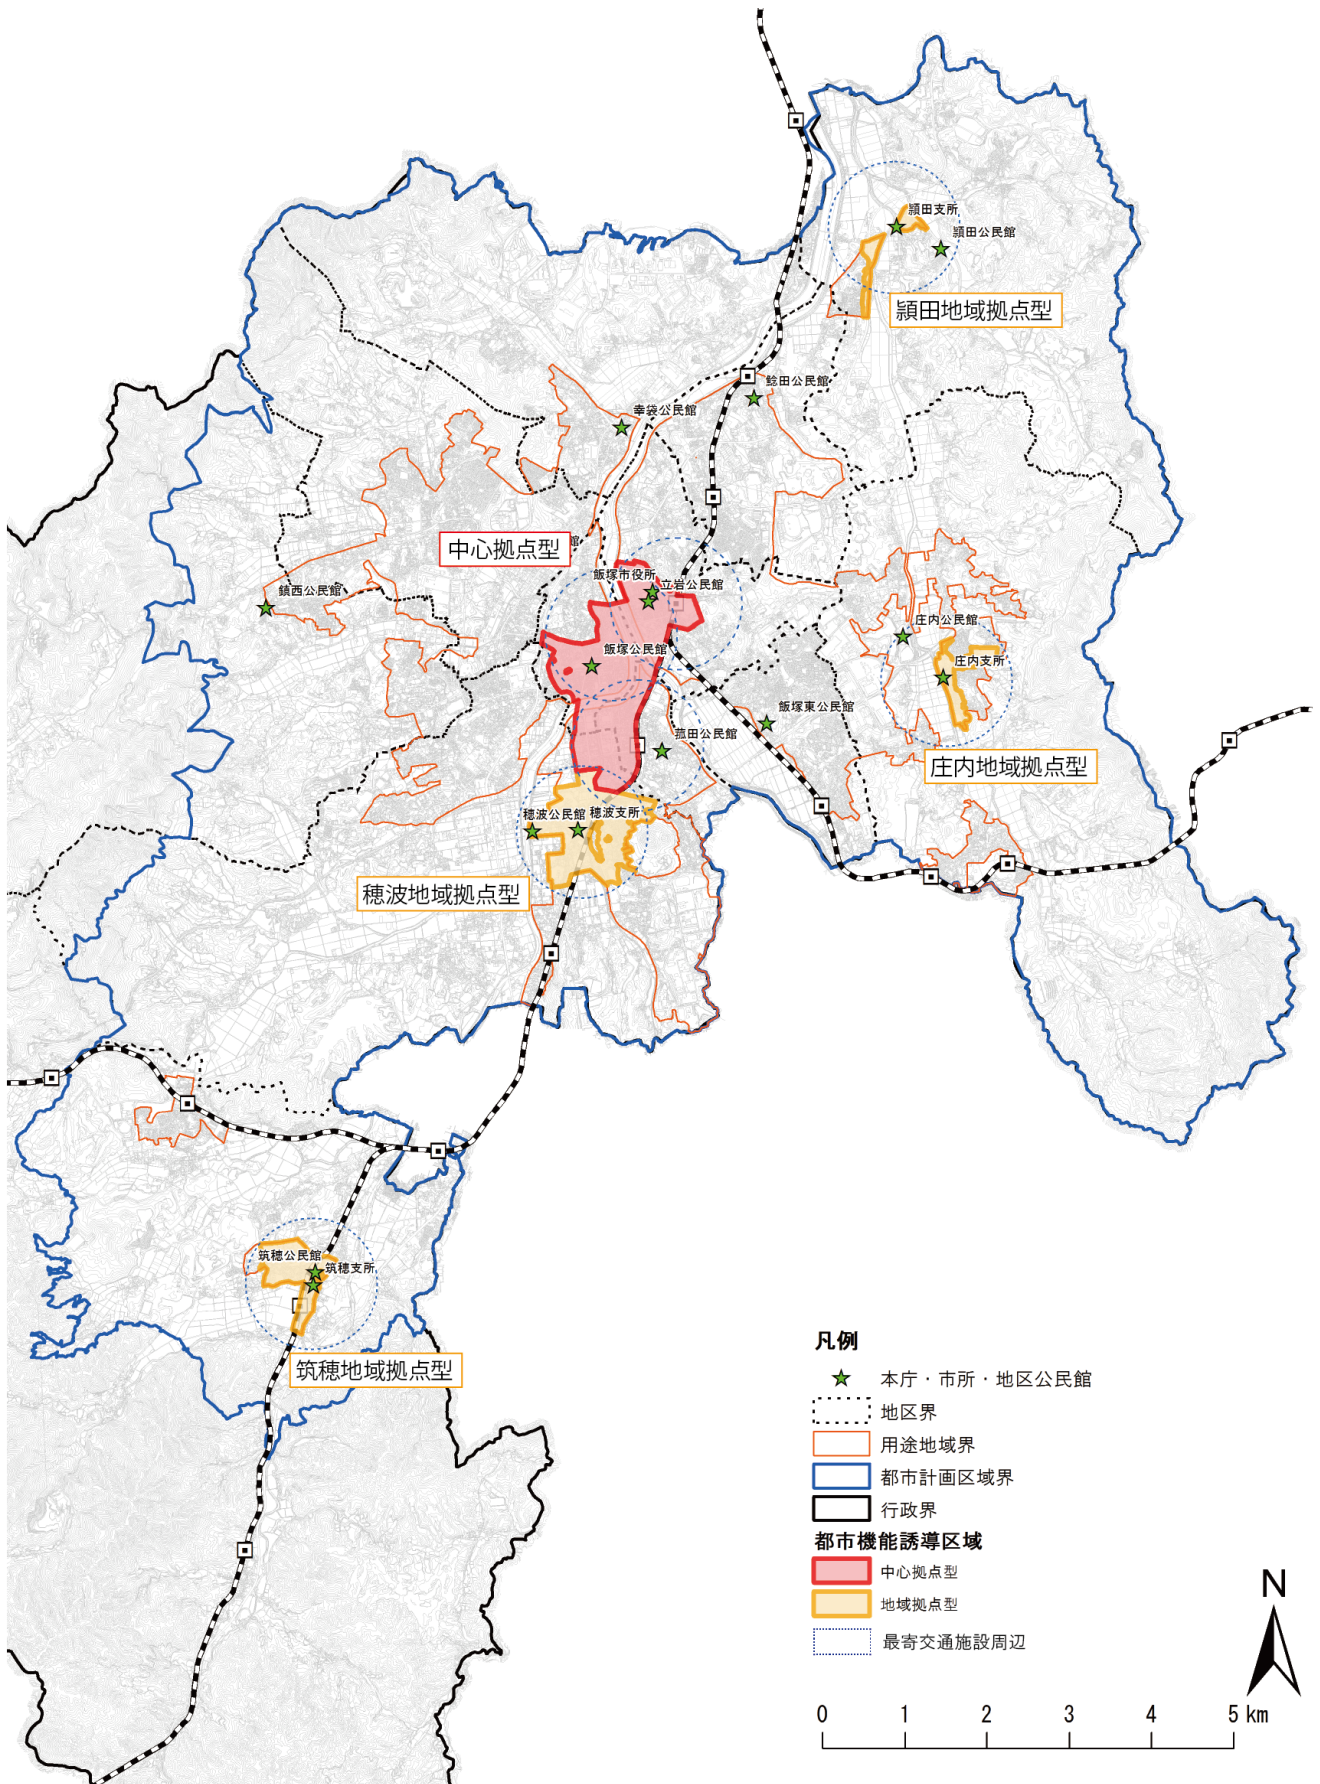 頴田支所
頴田公民館
頴田地域拠点型
鯰田公民館
幸袋公民館
中心拠点型
館
飯塚市役所
立岩公民館
鎮西公民館
庄内公民館
飯塚公民館
庄内支所
飯塚東公民館
菰田公民館
庄内地域拠点型
穂波公民館
穂波支所
穂波地域拠点型
筑穂公民館
筑穂支所
筑穂地域拠点型
凡例
本庁・市所・地区公民館
地区界
用途地域界
都市計画区域界
行政界
都市機能誘導区域
中心拠点型
地域拠点型
最寄交通施設周辺
N
0 1 2 3 4 5 km